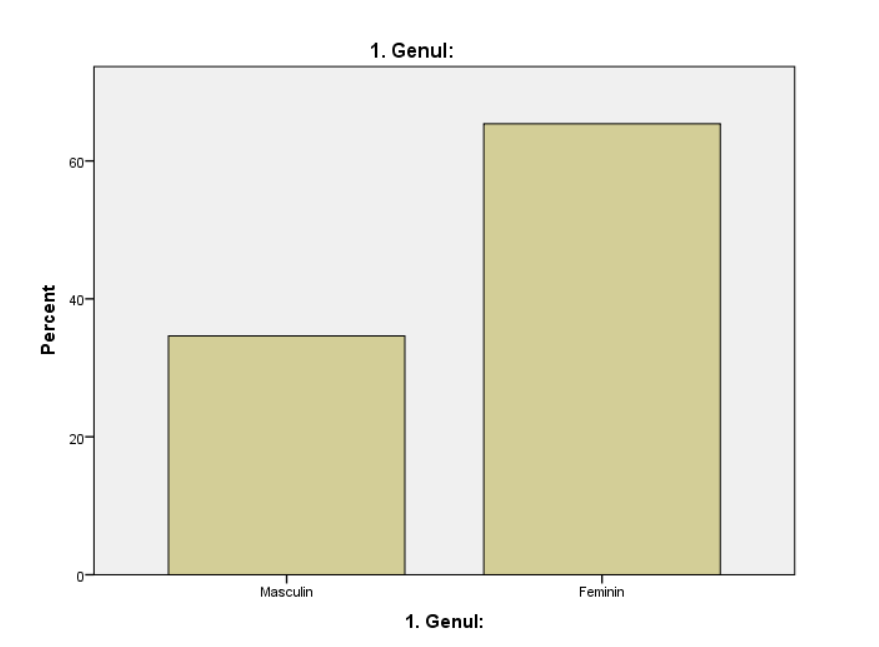 1. Genul:
60
40
20
0
Percent
Masculin
Feminin
1. Genul: